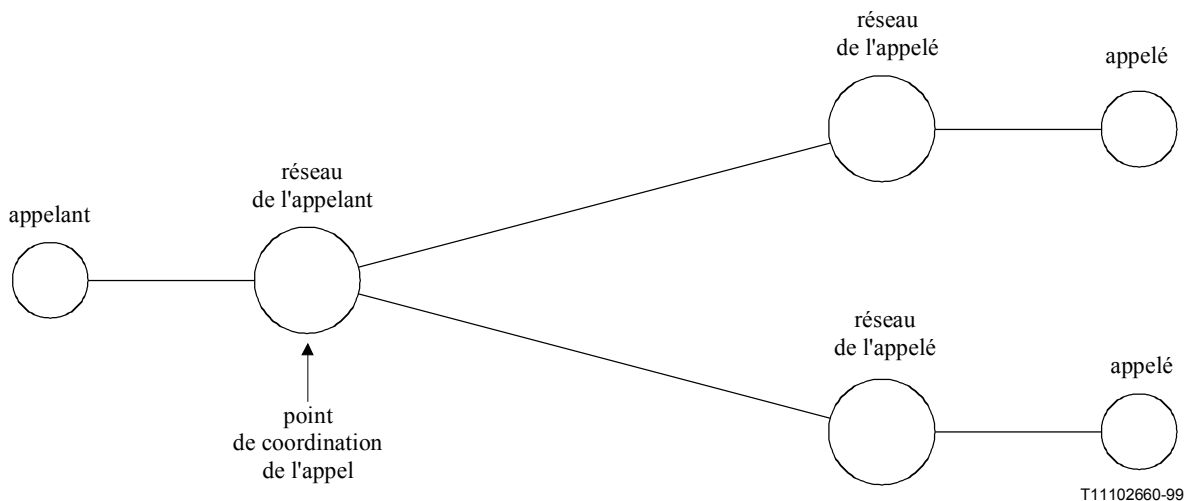 réseau
de l'appelé
appelé
réseau
de l'appelant
appelant
réseau
de l'appelé
appelé
point
de coordination
de l'appel
T11102660-99